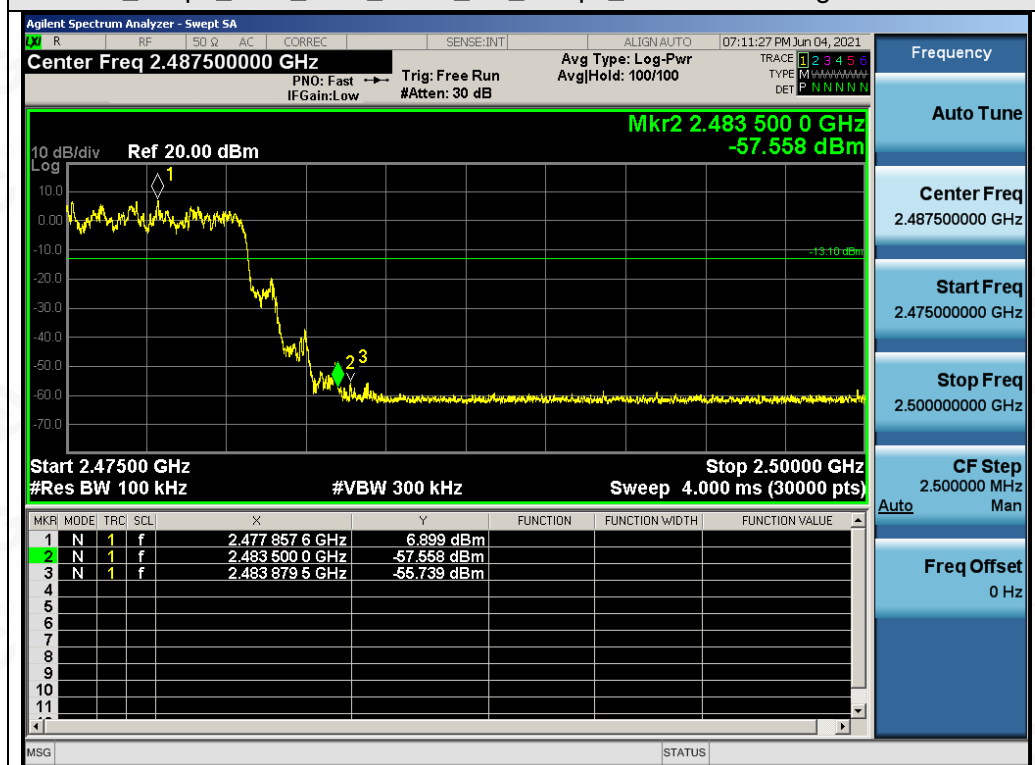 Agilent Spectrum Analyzer - Swept SA
LXI R RF 50 Ω AC CORREC SENSE:INT ALIGN AUTO 07:11:27 PM Jun 04, 2021
Center Freq 2.487500000 GHz
PNO: Fast
IFGain:Low
Trig: Free Run
#Atten: 30 dB
Avg Type: Log-Pwr
Avg|Hold: 100/100
TRACE 1 2 3 4 5 6
TYPE M
DET P N N N N N
Mkr2 2.483 500 0 GHz
-57.558 dBm
10 dB/div Ref 20.00 dBm
Log
10.0
0.00
-10.0
-20.0
-30.0
-40.0
-50.0
-60.0
-70.0
1
-13.10 dBm
2 3
Start 2.47500 GHz Stop 2.50000 GHz
#Res BW 100 kHz #VBW 300 kHz Sweep 4.000 ms (30000 pts)
MKR MODE TRC SCL X Y FUNCTION FUNCTION WIDTH FUNCTION VALUE
1 N 1 f 2.477 857 6 GHz 6.899 dBm
2 N 1 f 2.483 500 0 GHz -57.558 dBm
3 N 1 f 2.483 879 5 GHz -55.739 dBm
4
5
6
7
8
9
10
11
MSG STATUS
Frequency
Auto Tune
Center Freq
2.487500000 GHz
Start Freq
2.475000000 GHz
Stop Freq
2.500000000 GHz
CF Step
2.500000 MHz
Auto Man
Freq Offset
0 Hz